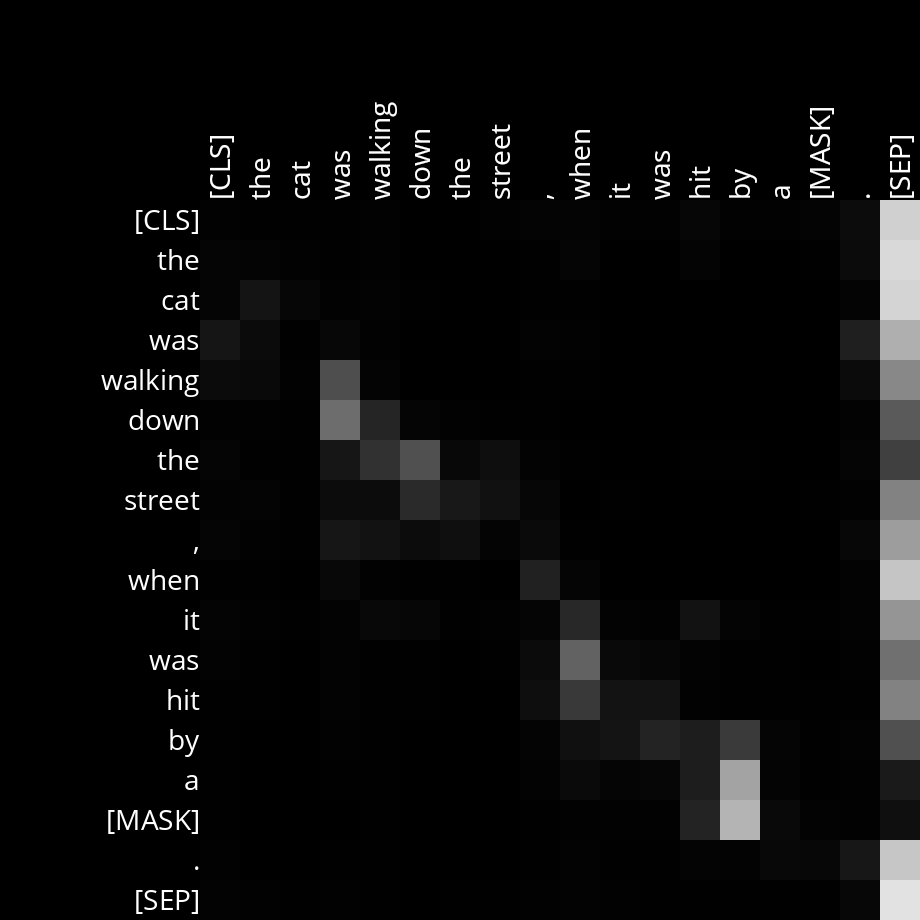 [CLS]
the
cat
was
walking
down
the
street
,
when
it
was
hit
by
a
[MASK]
.
[SEP]
[CLS]
the
cat
was
walking
down
the
street
,
when
it
was
hit
by
a
[MASK]
.
[SEP]